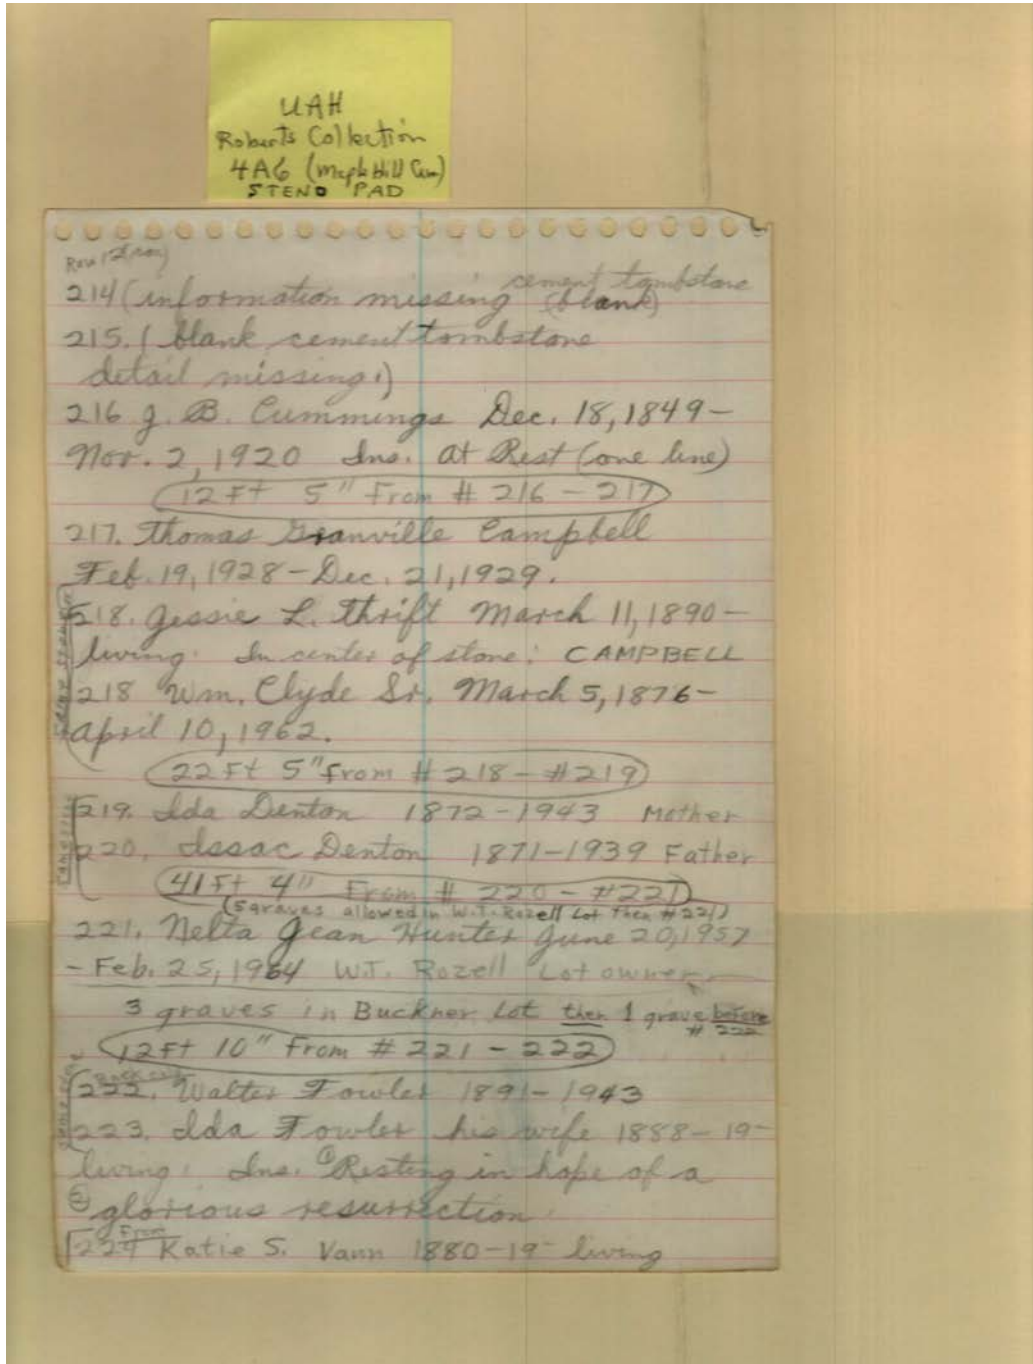 UAH
Roberts Collection
4A6 (Maple Hill Cem)
STENO PAD
Row 12
214 (information missing cement tombstone (blank)
215. (blank cement tombstone
detail missing.)
216 J. B. Cummings Dec. 18, 1849-
Nov. 2, 1920 Ins. At Rest (one line)
12 Ft 5" From # 216 - 217
217. Thomas Granville Campbell
Feb. 19, 1928 - Dec. 21, 1929.
218. Jessie L. Thrift March 11, 1890-
living. In center of stone: CAMPBELL
218 Wm. Clyde Sr. March 5, 1876-
April 10, 1962.
22 Ft 5" From # 218 - #219
219. Ida Denton 1872-1943 Mother
220. Issac Denton 1871-1939 Father
41 Ft 4" From # 220 - #221
(5 graves allowed in W.T. Rozell Lot then #221)
221. Nelta Jean Hunter June 20, 1957
- Feb. 25, 1964 W.T. Rozell Lot owner
3 graves in Buckner Lot then 1 grave before # 222
12 Ft 10" From # 221 - 222
222. Walter Fowler 1891-1943
223. Ida Fowler his wife 1888-19-
living. Ins. ① Resting in hope of a
② glorious resurrection.
224 From Katie S. Vann 1880-19- living